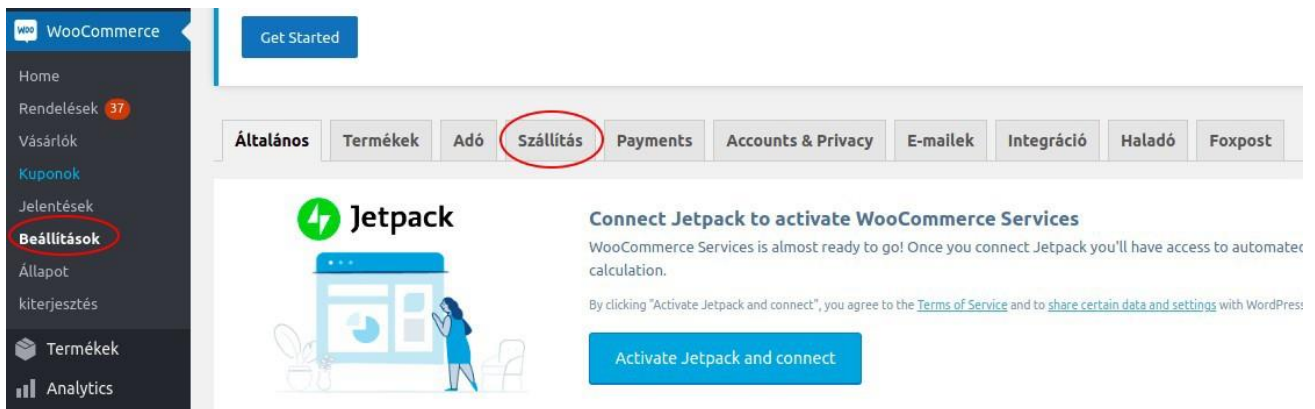 WOO WooCommerce
Home
Rendelések 37
Vásárlók
Kuponok
Jelentések
Beállítások
Állapot
kiterjesztés
Termékek
Analytics
Get Started
Általános Termékek Adó Szállítás Payments Accounts & Privacy E-mailek Integráció Haladó Foxpost
Jetpack
Connect Jetpack to activate WooCommerce Services
WooCommerce Services is almost ready to go! Once you connect Jetpack you'll have access to automated
calculation.
By clicking "Activate Jetpack and connect", you agree to the Terms of Service and to share certain data and settings with WordPress
Activate Jetpack and connect